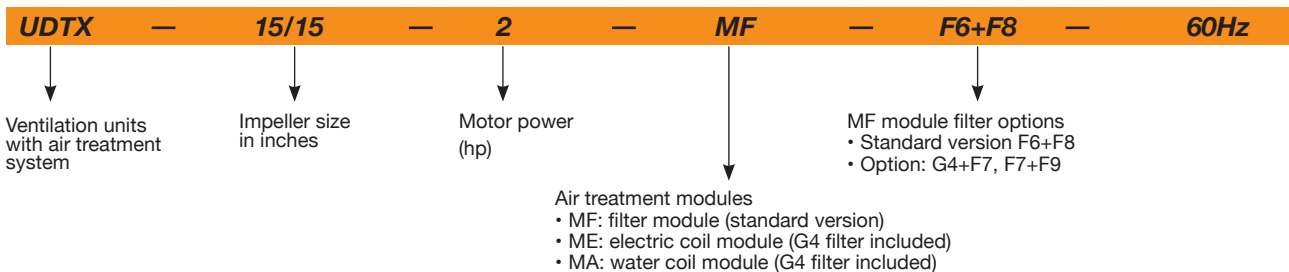 UDTX — 15/15 — 2 — MF — F6+F8 — 60Hz
Ventilation units
with air treatment
system
Impeller size
in inches
Motor power
(hp)
Air treatment modules
• MF: filter module (standard version)
• ME: electric coil module (G4 filter included)
• MA: water coil module (G4 filter included)
MF module filter options
• Standard version F6+F8
• Option: G4+F7, F7+F9